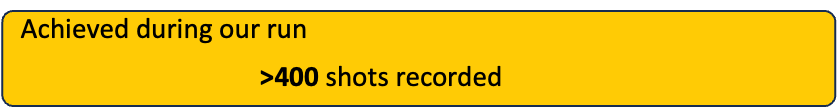 Achieved during our run
>400 shots recorded